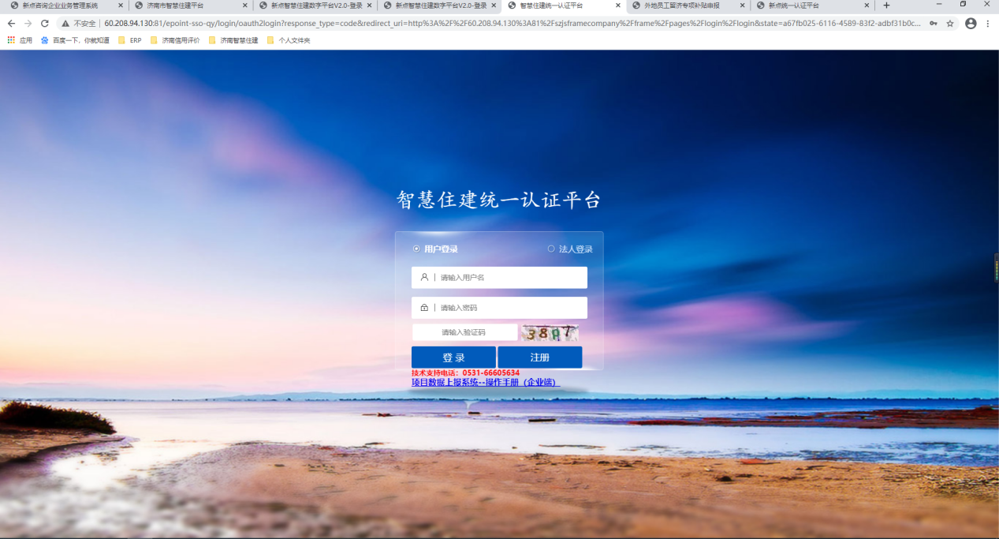 新点咨询企业业务管理系统
济南市智慧住建平台
新点智慧住建数字平台V2.0-登录
新点智慧住建数字平台V2.0-登录
智慧住建统一认证平台
外地员工留济专项补贴申报
新点统一认证平台
不安全 | 60.208.94.130:81/epoint-sso-qy/login/oauth2login?response_type=code&redirect_uri=http%3A%2F%2F60.208.94.130%3A81%2Fszjsframecompany%2Fframe%2Fpages%2Flogin%2Flogin&state=a67fb025-6116-4589-83f2-adbf31b0c...
应用 百度一下,你就知道 ERP 济南信用评价 济南智慧住建 个人文件夹
智慧住建统一认证平台
用户登录 法人登录
请输入用户名
请输入密码
请输入验证码
登 录 注册
技术支持电话:0531-66605634
项目数据上报系统--操作手册(企业端)